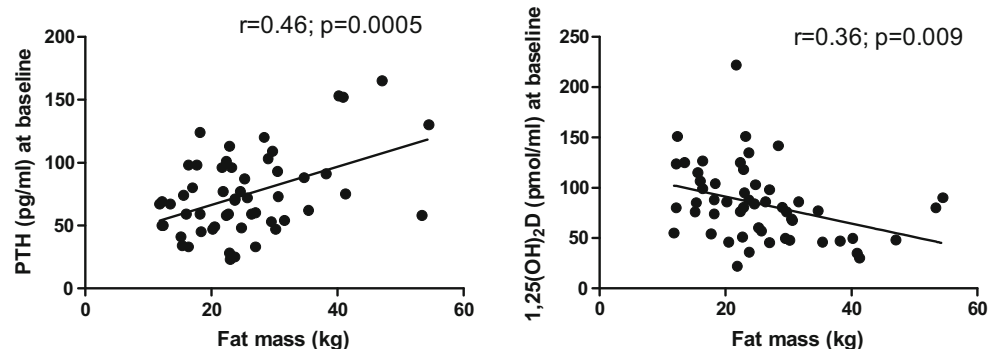 r=0.46; p=0.0005
PTH (pg/ml) at baseline
200
150
100
50
0
0 20 40 60
Fat mass (kg)
r=0.36; p=0.009
1,25(OH)₂D (pmol/ml) at baseline
250
200
150
100
50
0
0 20 40 60
Fat mass (kg)